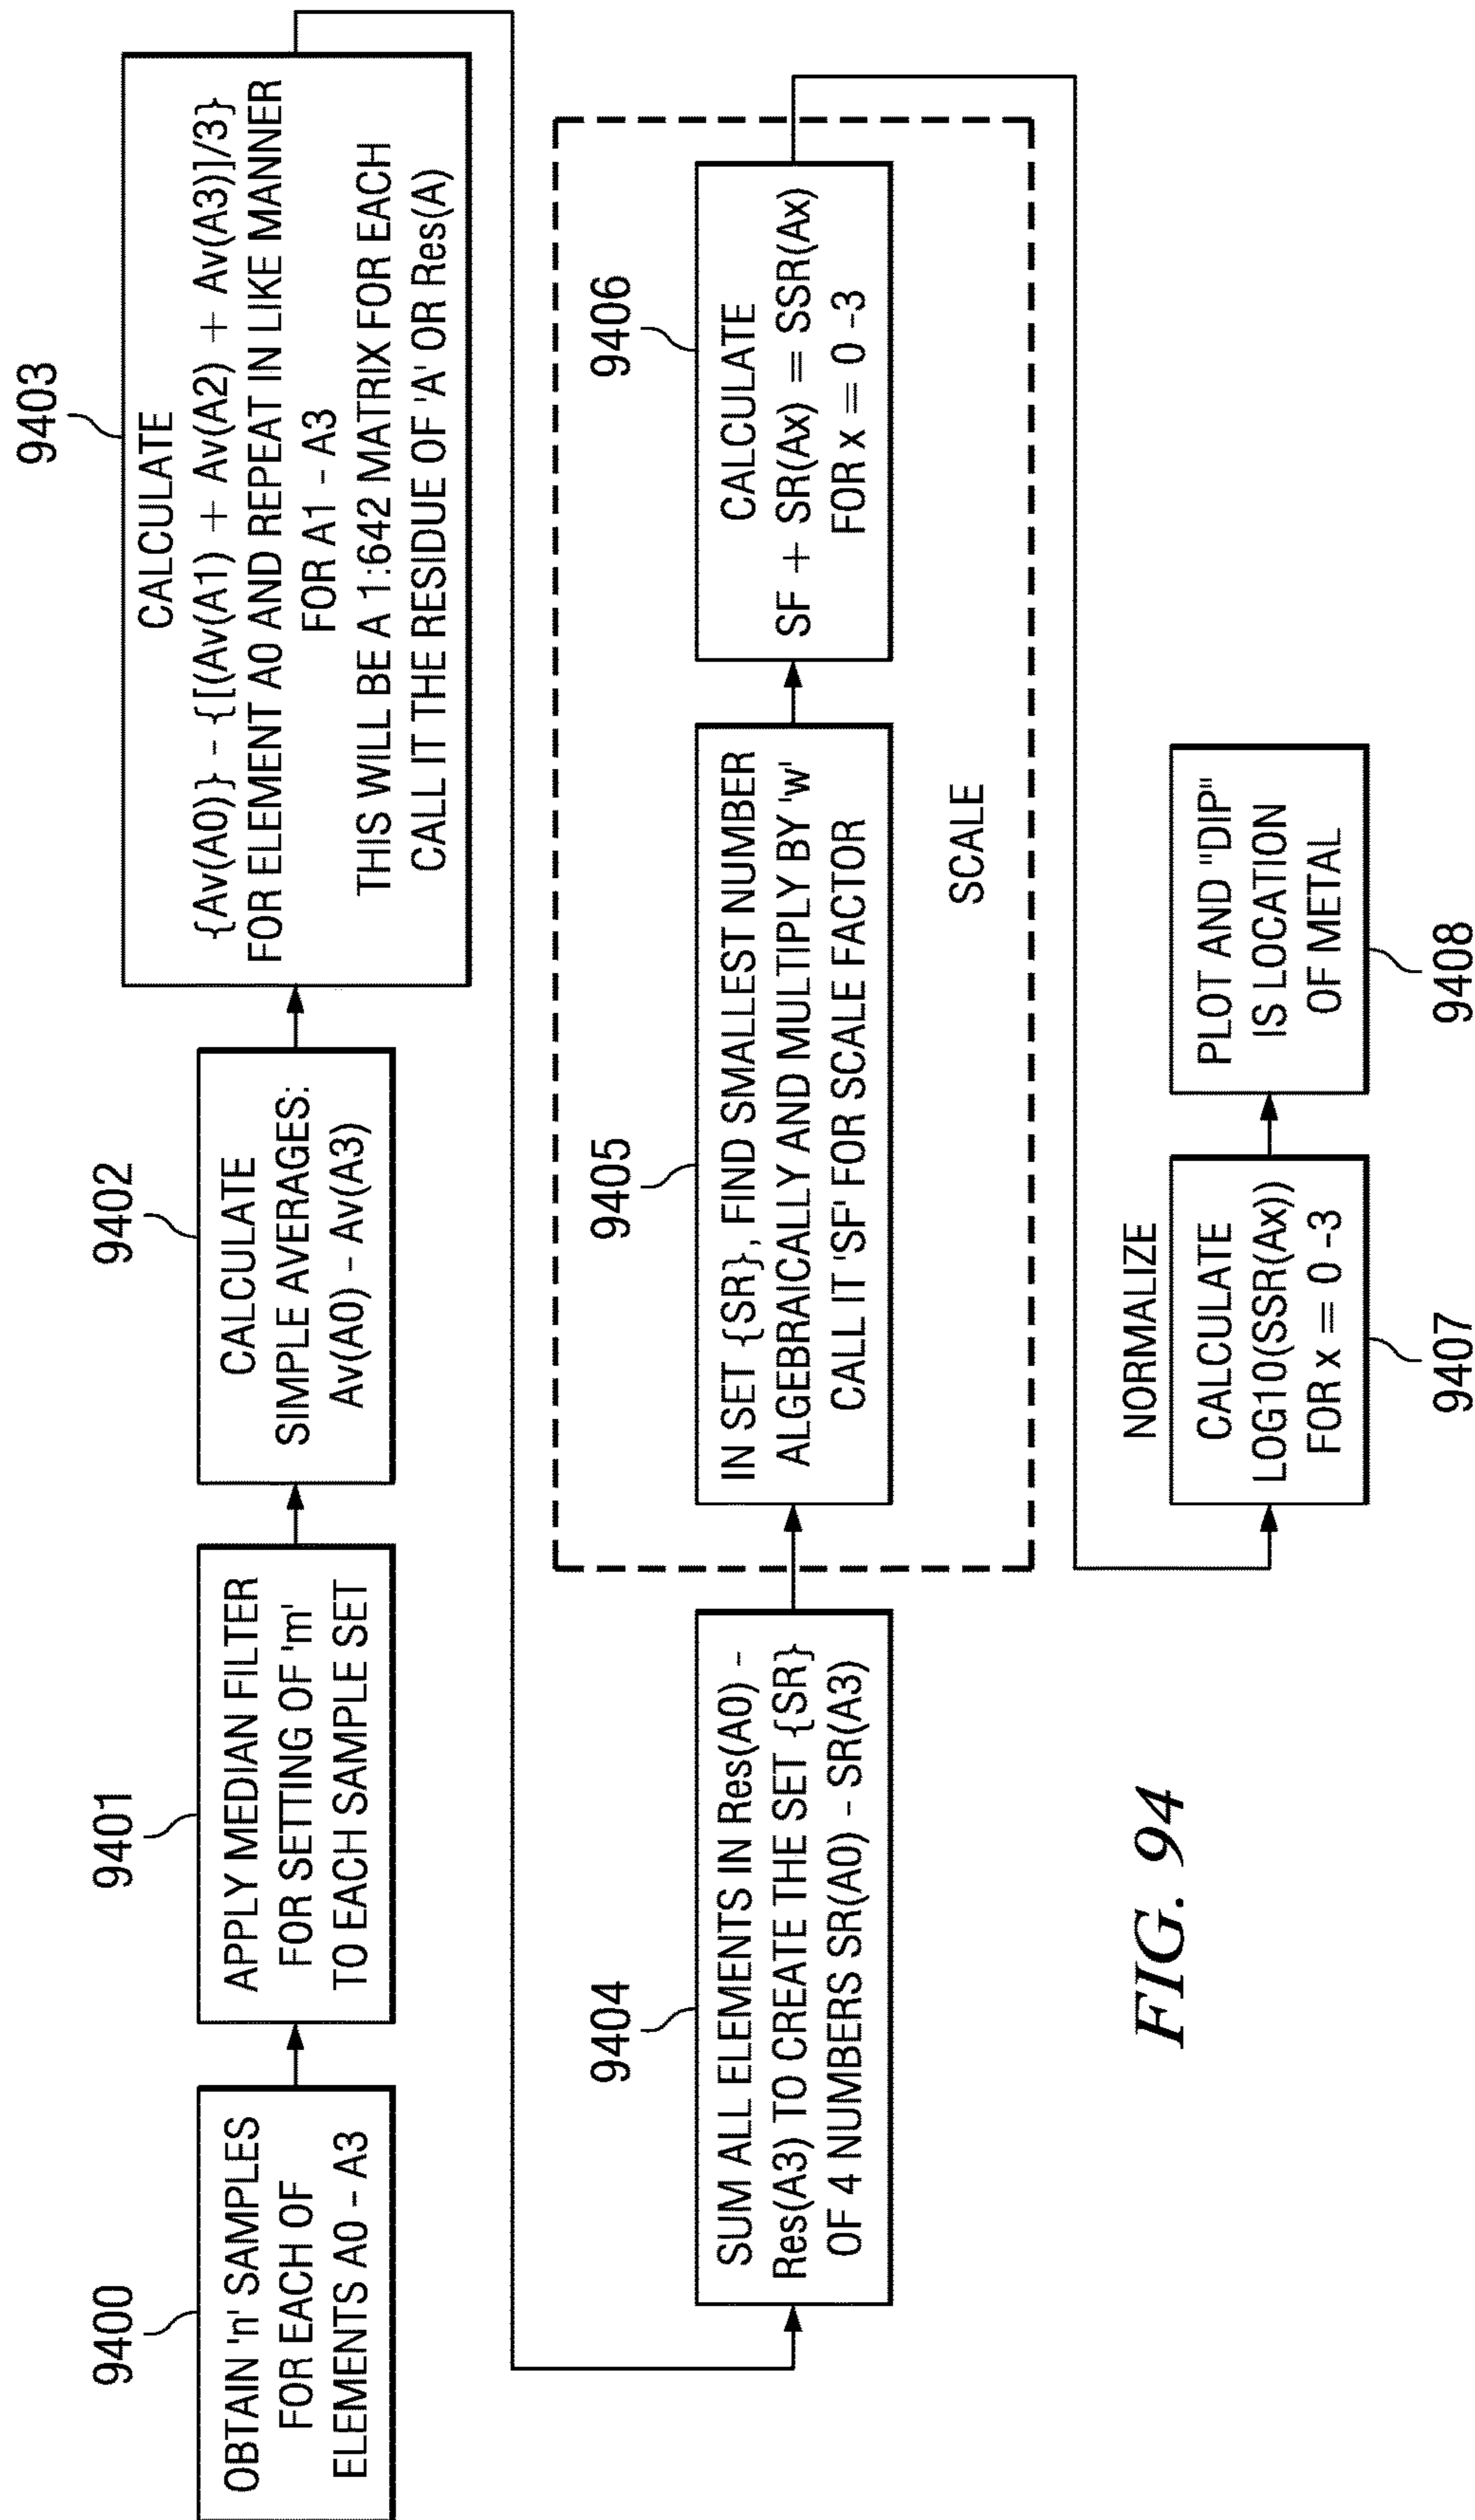 9400
OBTAIN 'n' SAMPLES
FOR EACH OF
ELEMENTS A0 - A3
9401
APPLY MEDIAN FILTER
FOR SETTING OF 'm'
TO EACH SAMPLE SET
9402
CALCULATE
SIMPLE AVERAGES:
Av(A0) - Av(A3)
9403
CALCULATE
{Av(A0)} - {[(Av(A1) + Av(A2) + Av(A3)]/3}
FOR ELEMENT A0 AND REPEAT IN LIKE MANNER
FOR A1 - A3
THIS WILL BE A 1:642 MATRIX FOR EACH
CALL IT THE RESIDUE OF 'A' OR Res(A)
9404
SUM ALL ELEMENTS IN Res(A0) -
Res(A3) TO CREATE THE SET {SR}
OF 4 NUMBERS SR(A0) - SR(A3)
9405
IN SET {SR}, FIND SMALLEST NUMBER
ALGEBRAICALLY AND MULTIPLY BY 'w'
CALL IT 'SF' FOR SCALE FACTOR
9406
CALCULATE
SF + SR(Ax) = SSR(Ax)
FOR x = 0 -3
SCALE
NORMALIZE
CALCULATE
LOG10(SSR(Ax))
FOR x = 0 -3
9407
PLOT AND "DIP"
IS LOCATION
OF METAL
9408
FIG. 94